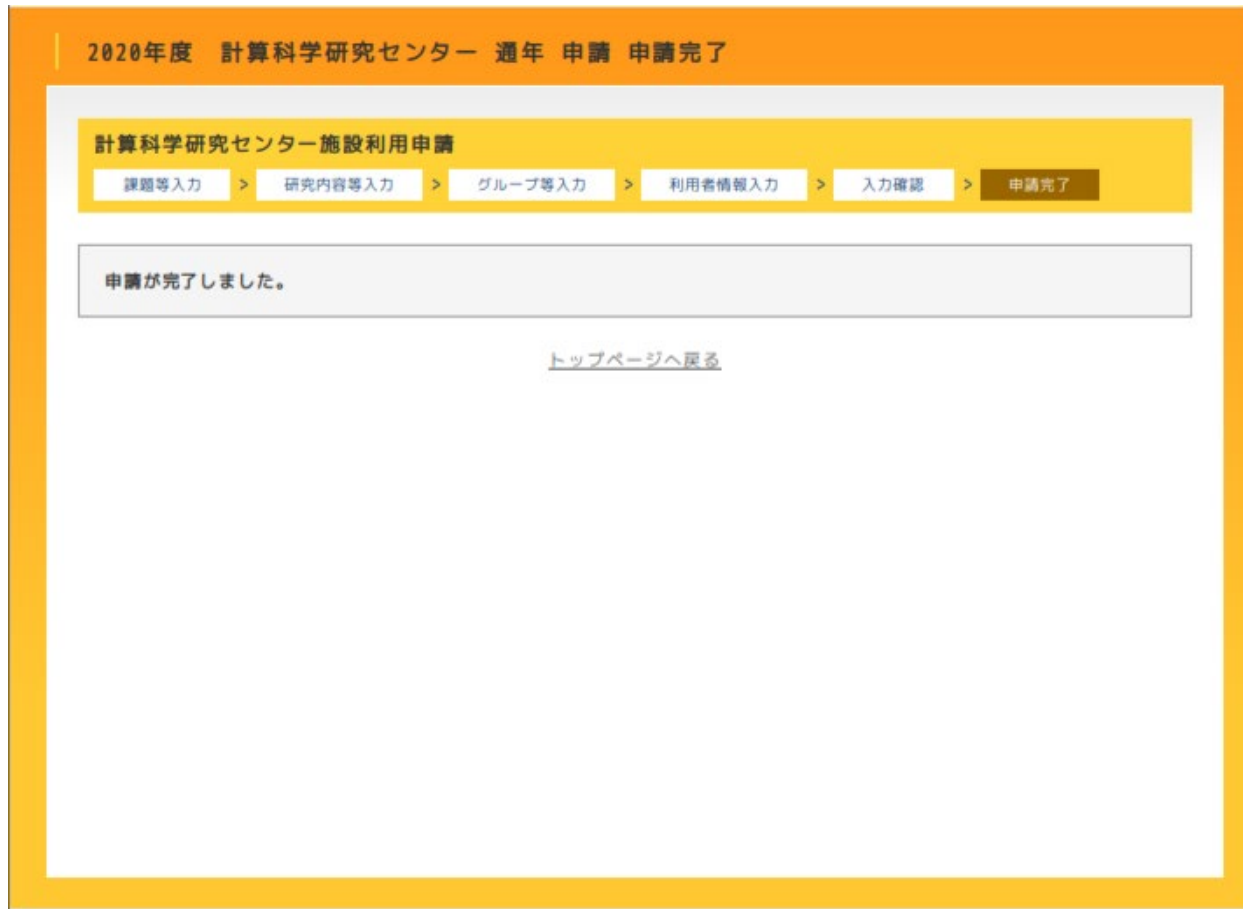 2020年度　計算科学研究センター 通年 申請 申請完了
計算科学研究センター施設利用申請
課題等入力 > 研究内容等入力 > グループ等入力 > 利用者情報入力 > 入力確認 > 申請完了
申請が完了しました。
トップページへ戻る